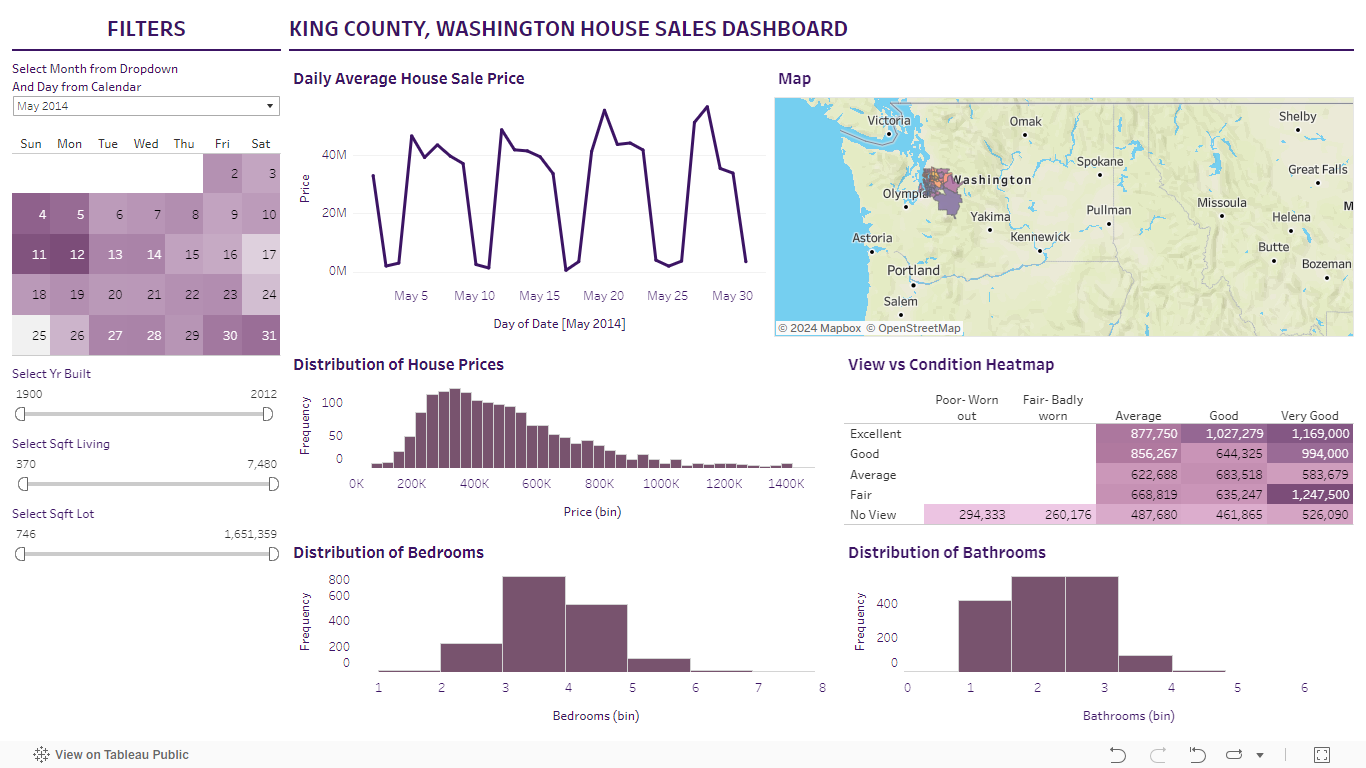 FILTERS
KING COUNTY, WASHINGTON HOUSE SALES DASHBOARD
Select Month from Dropdown
And Day from Calendar
May 2014
Sun Mon Tue Wed Thu Fri Sat
2 3
4 5 6 7 8 9 10
11 12 13 14 15 16 17
18 19 20 21 22 23 24
25 26 27 28 29 30 31
Select Yr Built
1900 2012
Select Sqft Living
370 7,480
Select Sqft Lot
746 1,651,359
Daily Average House Sale Price
Price
40M
20M
0M
May 5 May 10 May 15 May 20 May 25 May 30
Day of Date [May 2014]
Map
Victoria
Omak
Shelby
Spokane
Great Falls
Washington
Olympia
Missoula
M
Yakima
Pullman
Helena
Astoria
Kennewick
Butte
Portland
Bozeman
Salem
© 2024 Mapbox © OpenStreetMap
Distribution of House Prices
Frequency
100
50
0
0K 200K 400K 600K 800K 1000K 1200K 1400K
Price (bin)
View vs Condition Heatmap
Poor- Worn
out
Fair- Badly
worn
Average
Good
Very Good
Excellent 877,750 1,027,279 1,169,000
Good 856,267 644,325 994,000
Average 622,688 683,518 583,679
Fair 668,819 635,247 1,247,500
No View 294,333 260,176 487,680 461,865 526,090
Distribution of Bedrooms
Frequency
800
600
400
200
0
1 2 3 4 5 6 7 8
Bedrooms (bin)
Distribution of Bathrooms
Frequency
400
200
0
0 1 2 3 4 5 6
Bathrooms (bin)
View on Tableau Public